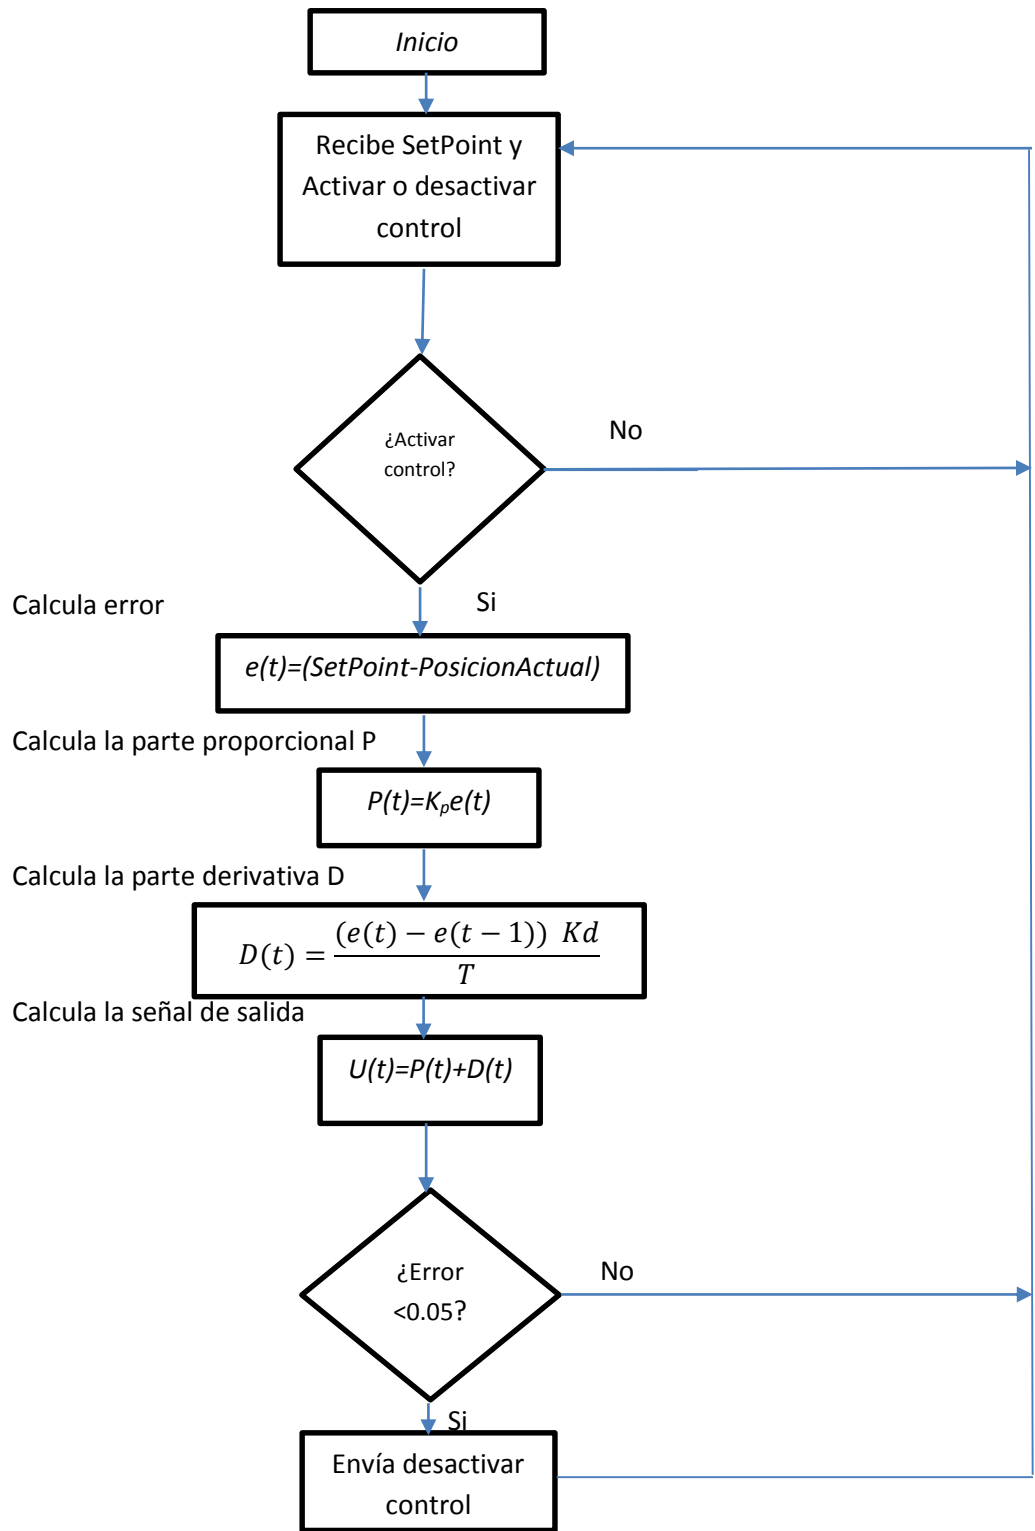 Inicio
Recibe SetPoint y
Activar o desactivar
control
¿Activar
control?
No
Si
Calcula error
e(t)=(SetPoint-PosicionActual)
Calcula la parte proporcional P
P(t)=Kₚe(t)
Calcula la parte derivativa D
D(t) = (e(t) − e(t − 1)) Kd / T
Calcula la señal de salida
U(t)=P(t)+D(t)
¿Error
<0.05?
No
Si
Envía desactivar
control